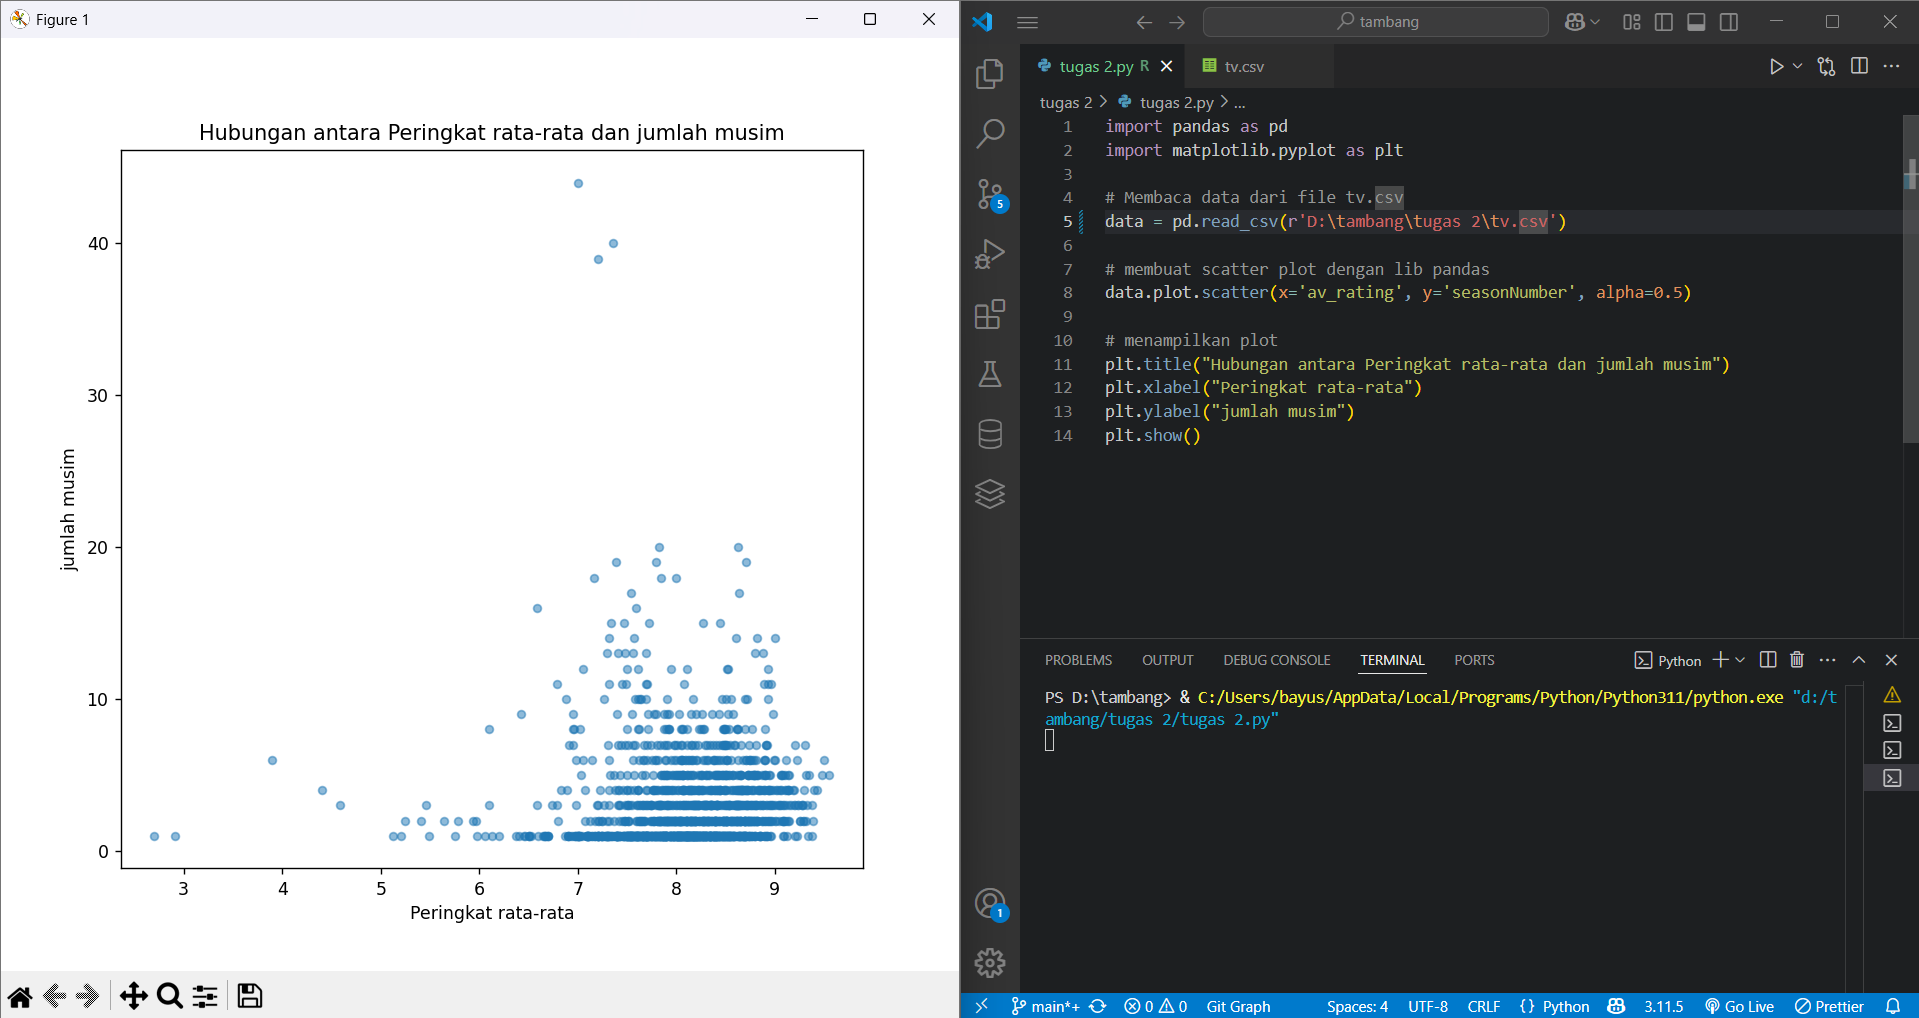 Figure 1
Hubungan antara Peringkat rata-rata dan jumlah musim
jumlah musim
40
30
20
10
0
3 4 5 6 7 8 9
Peringkat rata-rata
tambang
tugas 2.py R
tv.csv
tugas 2 > tugas 2.py > ...
1 import pandas as pd
2 import matplotlib.pyplot as plt
3
4 # Membaca data dari file tv.csv
5 data = pd.read_csv(r'D:\tambang\tugas 2\tv.csv')
6
7 # membuat scatter plot dengan lib pandas
8 data.plot.scatter(x='av_rating', y='seasonNumber', alpha=0.5)
9
10 # menampilkan plot
11 plt.title("Hubungan antara Peringkat rata-rata dan jumlah musim")
12 plt.xlabel("Peringkat rata-rata")
13 plt.ylabel("jumlah musim")
14 plt.show()
5
1
PROBLEMS OUTPUT DEBUG CONSOLE TERMINAL PORTS
Python
PS D:\tambang> & C:/Users/bayus/AppData/Local/Programs/Python/Python311/python.exe "d:/t
ambang/tugas 2/tugas 2.py"
main*+ 0 0 Git Graph Spaces: 4 UTF-8 CRLF {} Python 3.11.5 Go Live Prettier